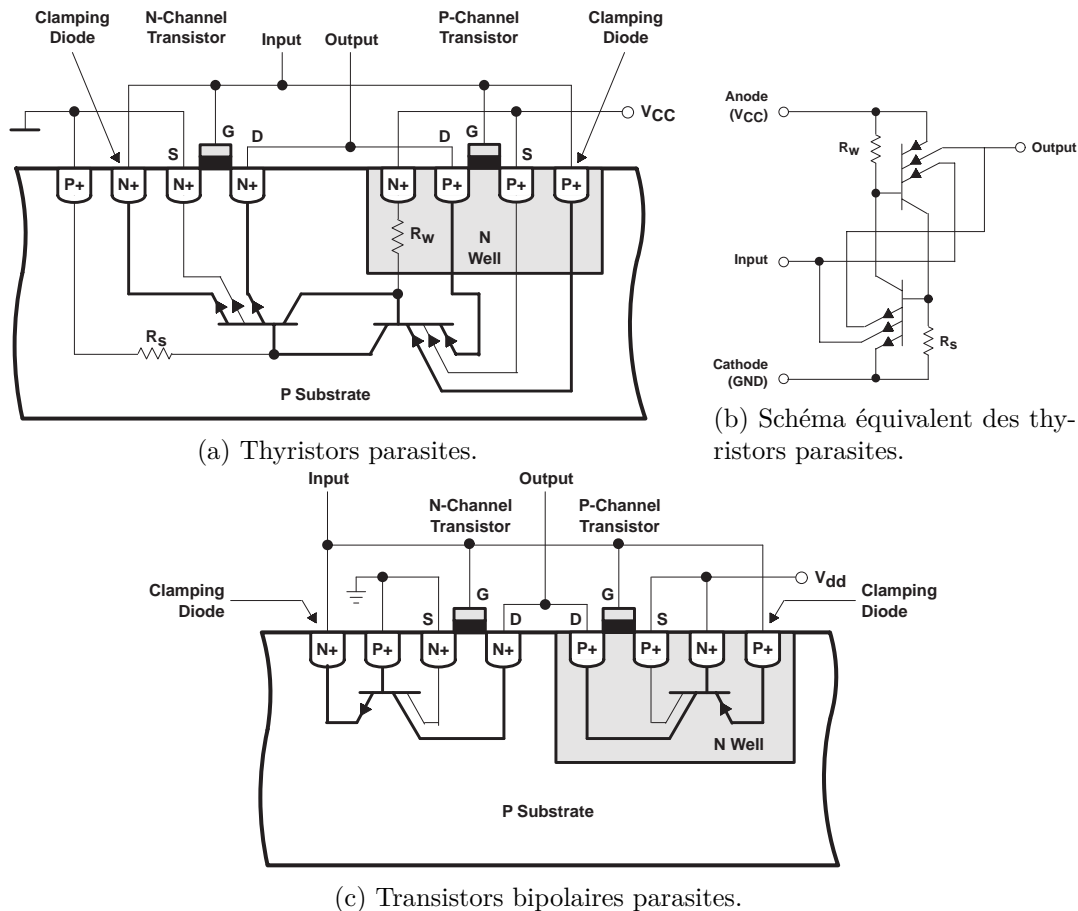 Clamping
Diode
N-Channel
Transistor
Input
Output
P-Channel
Transistor
Clamping
Diode
VCC
G
D
G
S
S
P+
N+
N+
N+
N+
P+
P+
P+
RW
N
Well
RS
P Substrate
(a) Thyristors parasites.
Anode
(VCC)
RW
Output
Input
RS
Cathode
(GND)
(b) Schéma équivalent des thy-
ristors parasites.
Input
Output
N-Channel
Transistor
P-Channel
Transistor
Clamping
Diode
Vdd
Clamping
Diode
G
G
S
D
D
S
N+
P+
N+
N+
P+
P+
N+
P+
N Well
P Substrate
(c) Transistors bipolaires parasites.